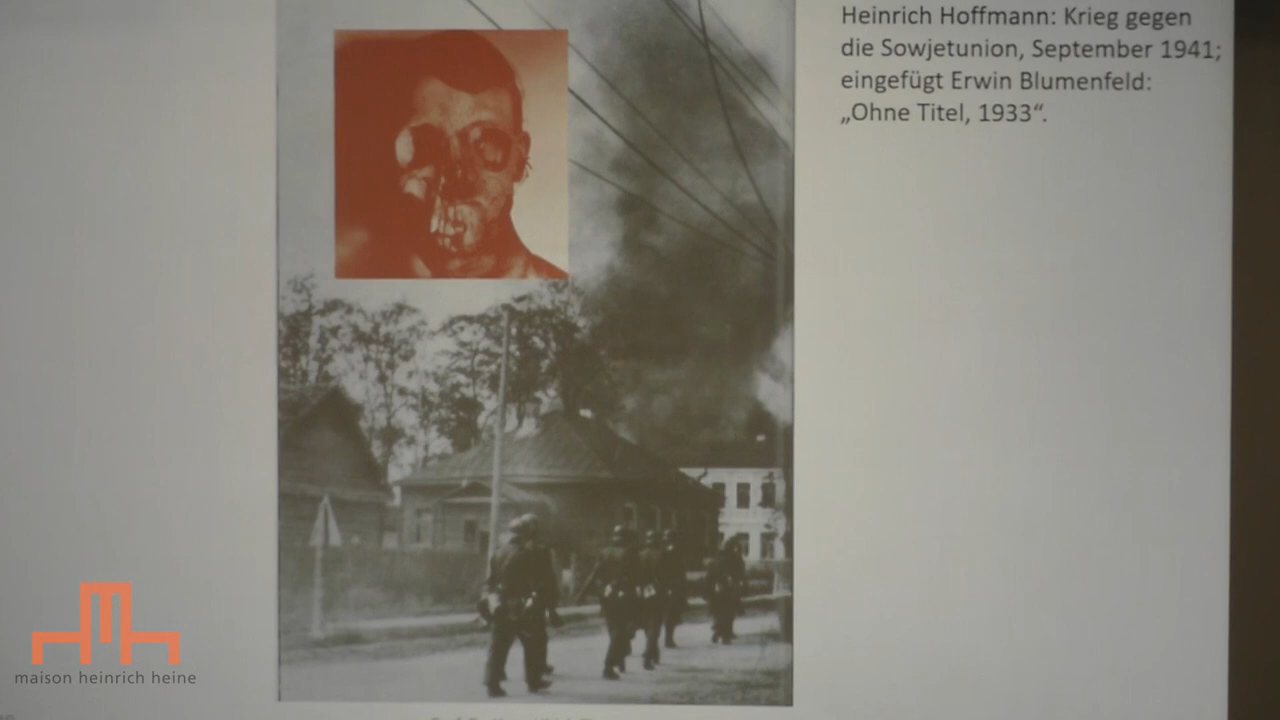 Heinrich Hoffmann: Krieg gegen
die Sowjetunion, September 1941;
eingefügt Erwin Blumenfeld:
„Ohne Titel, 1933“.
maison heinrich heine